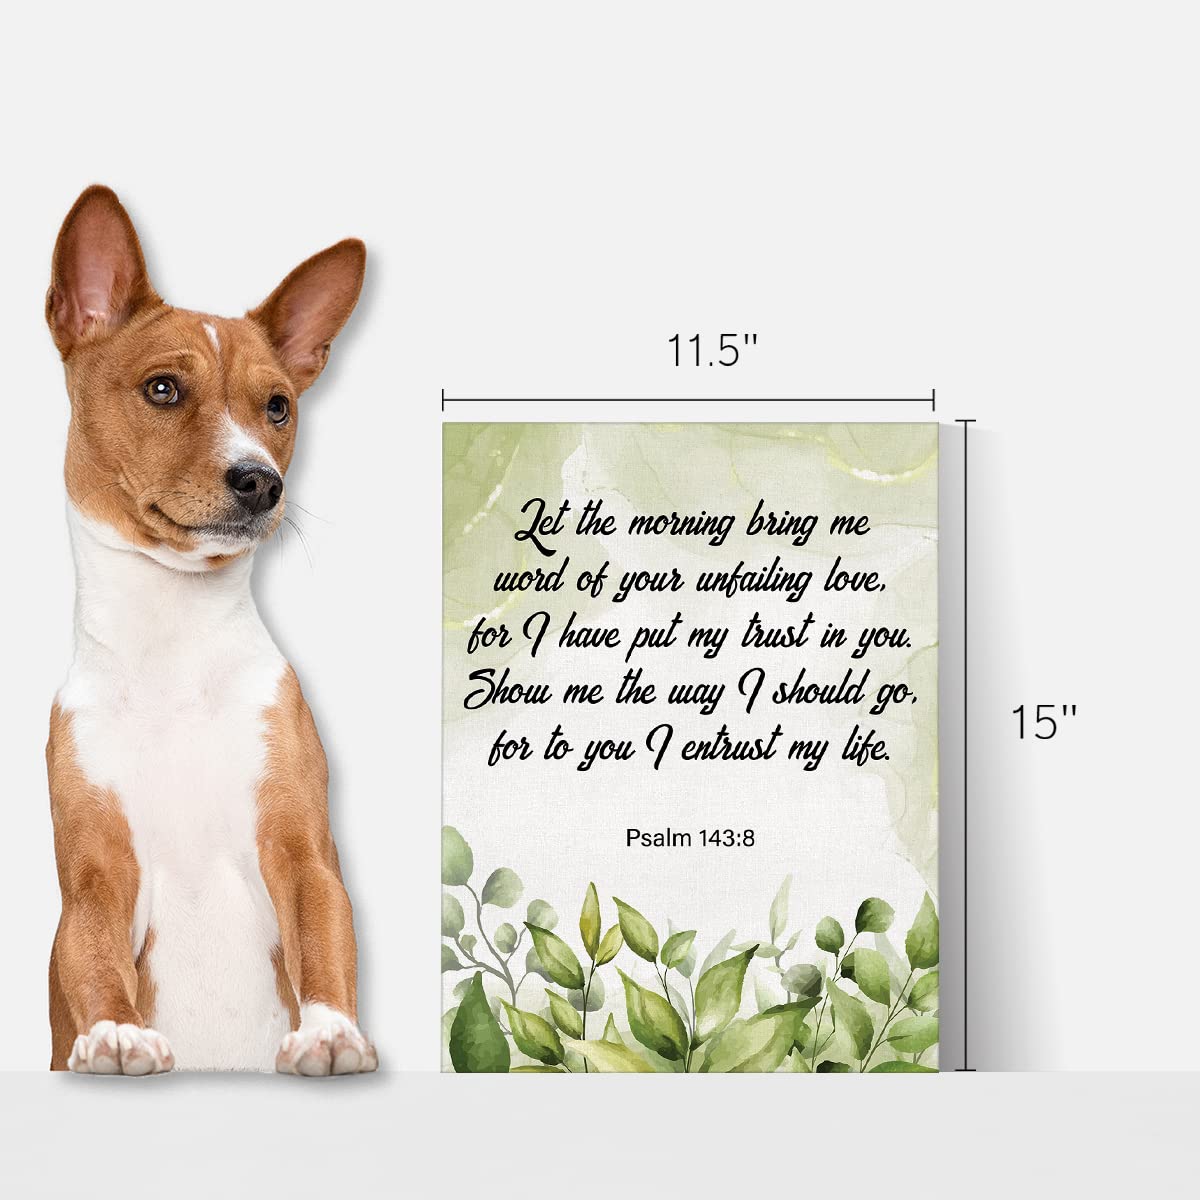 11.5"
Let the morning bring me
word of your unfailing love,
for I have put my trust in you.
Show me the way I should go,
for to you I entrust my life.
15"
Psalm 143:8